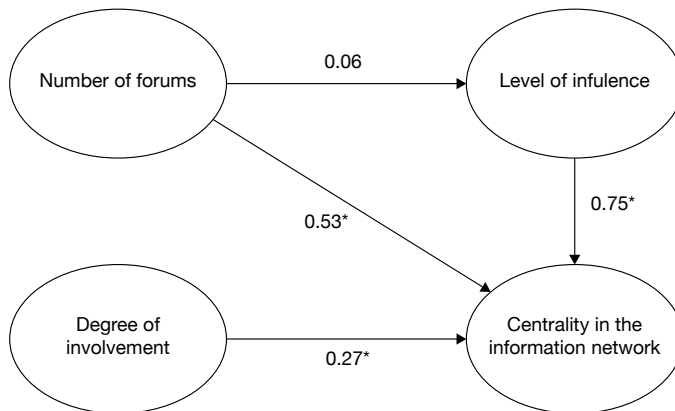 Number of forums
0.06
Level of infulence
0.53*
0.75*
Degree of
involvement
0.27*
Centrality in the
information network